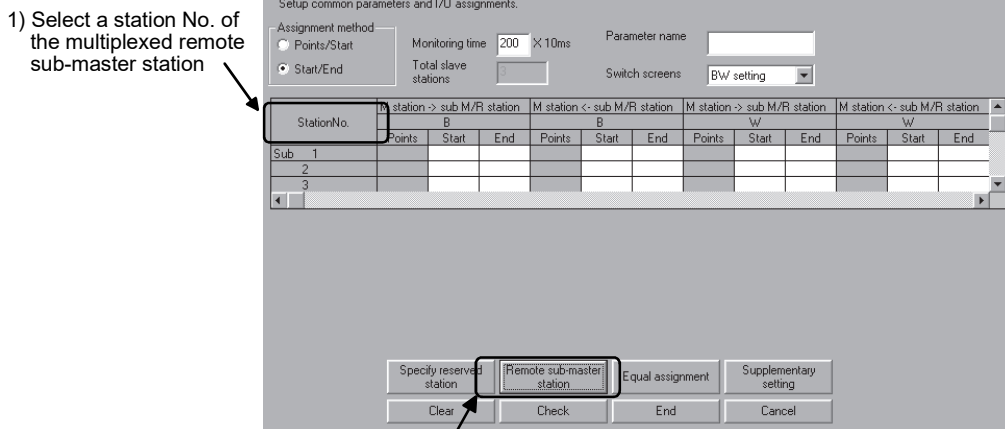 Setup common parameters and I/O assignments.
1) Select a station No. of
the multiplexed remote
sub-master station
Assignment method
Points/Start
Start/End
Monitoring time 200 X10ms
Total slave
stations 3
Parameter name
Switch screens BW setting
StationNo.
M station -> sub M/R station M station <- sub M/R station M station -> sub M/R station M station <- sub M/R station
B B W W
Points Start End Points Start End Points Start End Points Start End
Sub 1
2
3
Specify reserved
station
Remote sub-master
station
Equal assignment
Supplementary
setting
Clear Check End Cancel